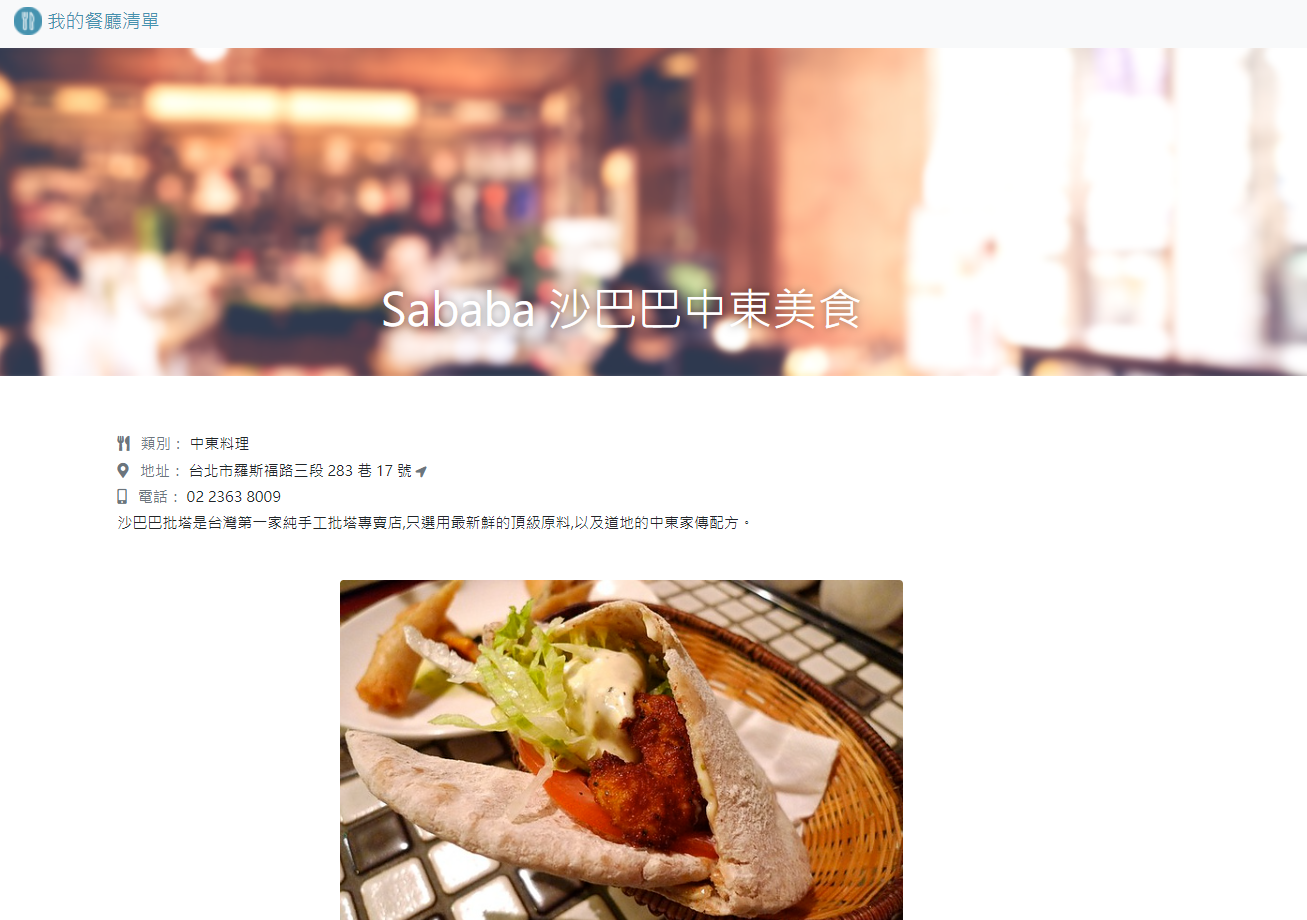 我的餐廳清單
Sababa 沙巴巴中東美食
類別： 中東料理
地址： 台北市羅斯福路三段 283 巷 17 號
電話： 02 2363 8009
沙巴巴批塔是台灣第一家純手工批塔專賣店,只選用最新鮮的頂級原料,以及道地的中東家傳配方。